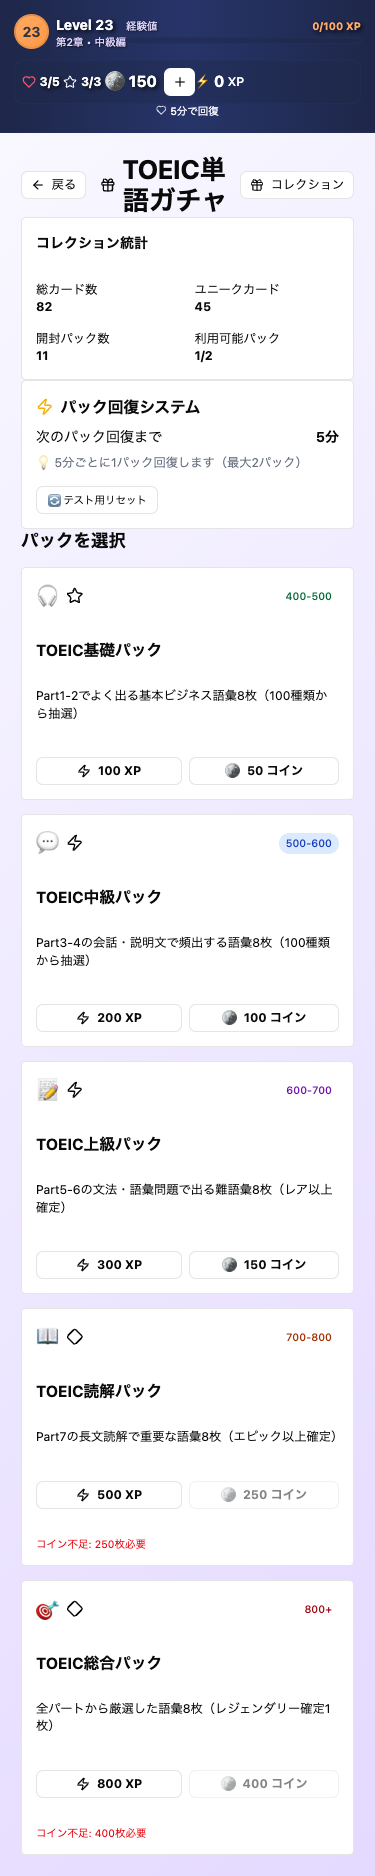 23
Level 23 経験値
第2章・中級編
0/100 XP
3/5 3/3 150 + 0 XP
5分で回復
戻る
TOEIC単
語ガチャ
コレクション
コレクション統計
総カード数
82
ユニークカード
45
開封パック数
11
利用可能パック
1/2
パック回復システム
次のパック回復まで 5分
5分ごとに1パック回復します（最大2パック）
テスト用リセット
パックを選択
400-500
TOEIC基礎パック
Part1-2でよく出る基本ビジネス語彙8枚（100種類か
ら抽選）
100 XP
50 コイン
500-600
TOEIC中級パック
Part3-4の会話・説明文で頻出する語彙8枚（100種類
から抽選）
200 XP
100 コイン
600-700
TOEIC上級パック
Part5-6の文法・語彙問題で出る難語彙8枚（レア以上
確定）
300 XP
150 コイン
700-800
TOEIC読解パック
Part7の長文読解で重要な語彙8枚（エピック以上確定）
500 XP
250 コイン
コイン不足: 250枚必要
800+
TOEIC総合パック
全パートから厳選した語彙8枚（レジェンダリー確定1
枚）
800 XP
400 コイン
コイン不足: 400枚必要